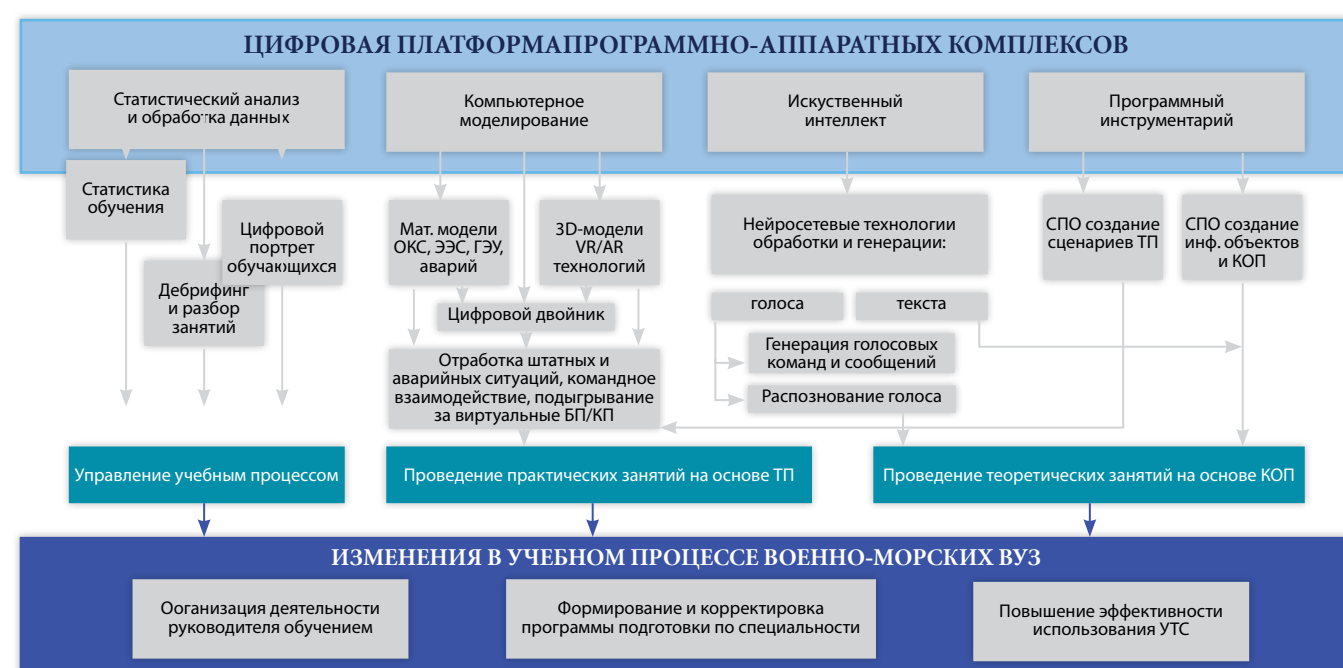 ЦИФРОВАЯ ПЛАТФОРМАПРОГРАММНО-АППАРАТНЫХ КОМПЛЕКСОВ
Статистический анализ
и обработка данных
Компьютерное
моделирование
Искуственный
интеллект
Программный
инструментарий
Статистика
обучения
Дебрифинг
и разбор
занятий
Цифровой
портрет
обучающихся
Мат. модели
ОКС, ЭЭС, ГЭУ,
аварий
3D-модели
VR/AR
технологий
Цифровой двойник
Отработка штатных и
аварийных ситуаций, командное
взаимодействие, подыгрывание
за виртуальные БП/КП
Нейросетевые технологии
обработки и генерации:
голоса
текста
Генерация голосовых
команд и сообщений
Распознование голоса
СПО создание
сценариев ТП
СПО создание
инф. объектов
и КОП
Управление учебным процессом
Проведение практических занятий на основе ТП
Проведение теоретических занятий на основе КОП
ИЗМЕНЕНИЯ В УЧЕБНОМ ПРОЦЕССЕ ВОЕННО-МОРСКИХ ВУЗ
Ооганизация деятельности
руководителя обучением
Формирование и корректировка
программы подготовки по специальности
Повышение эффективности
использования УТС